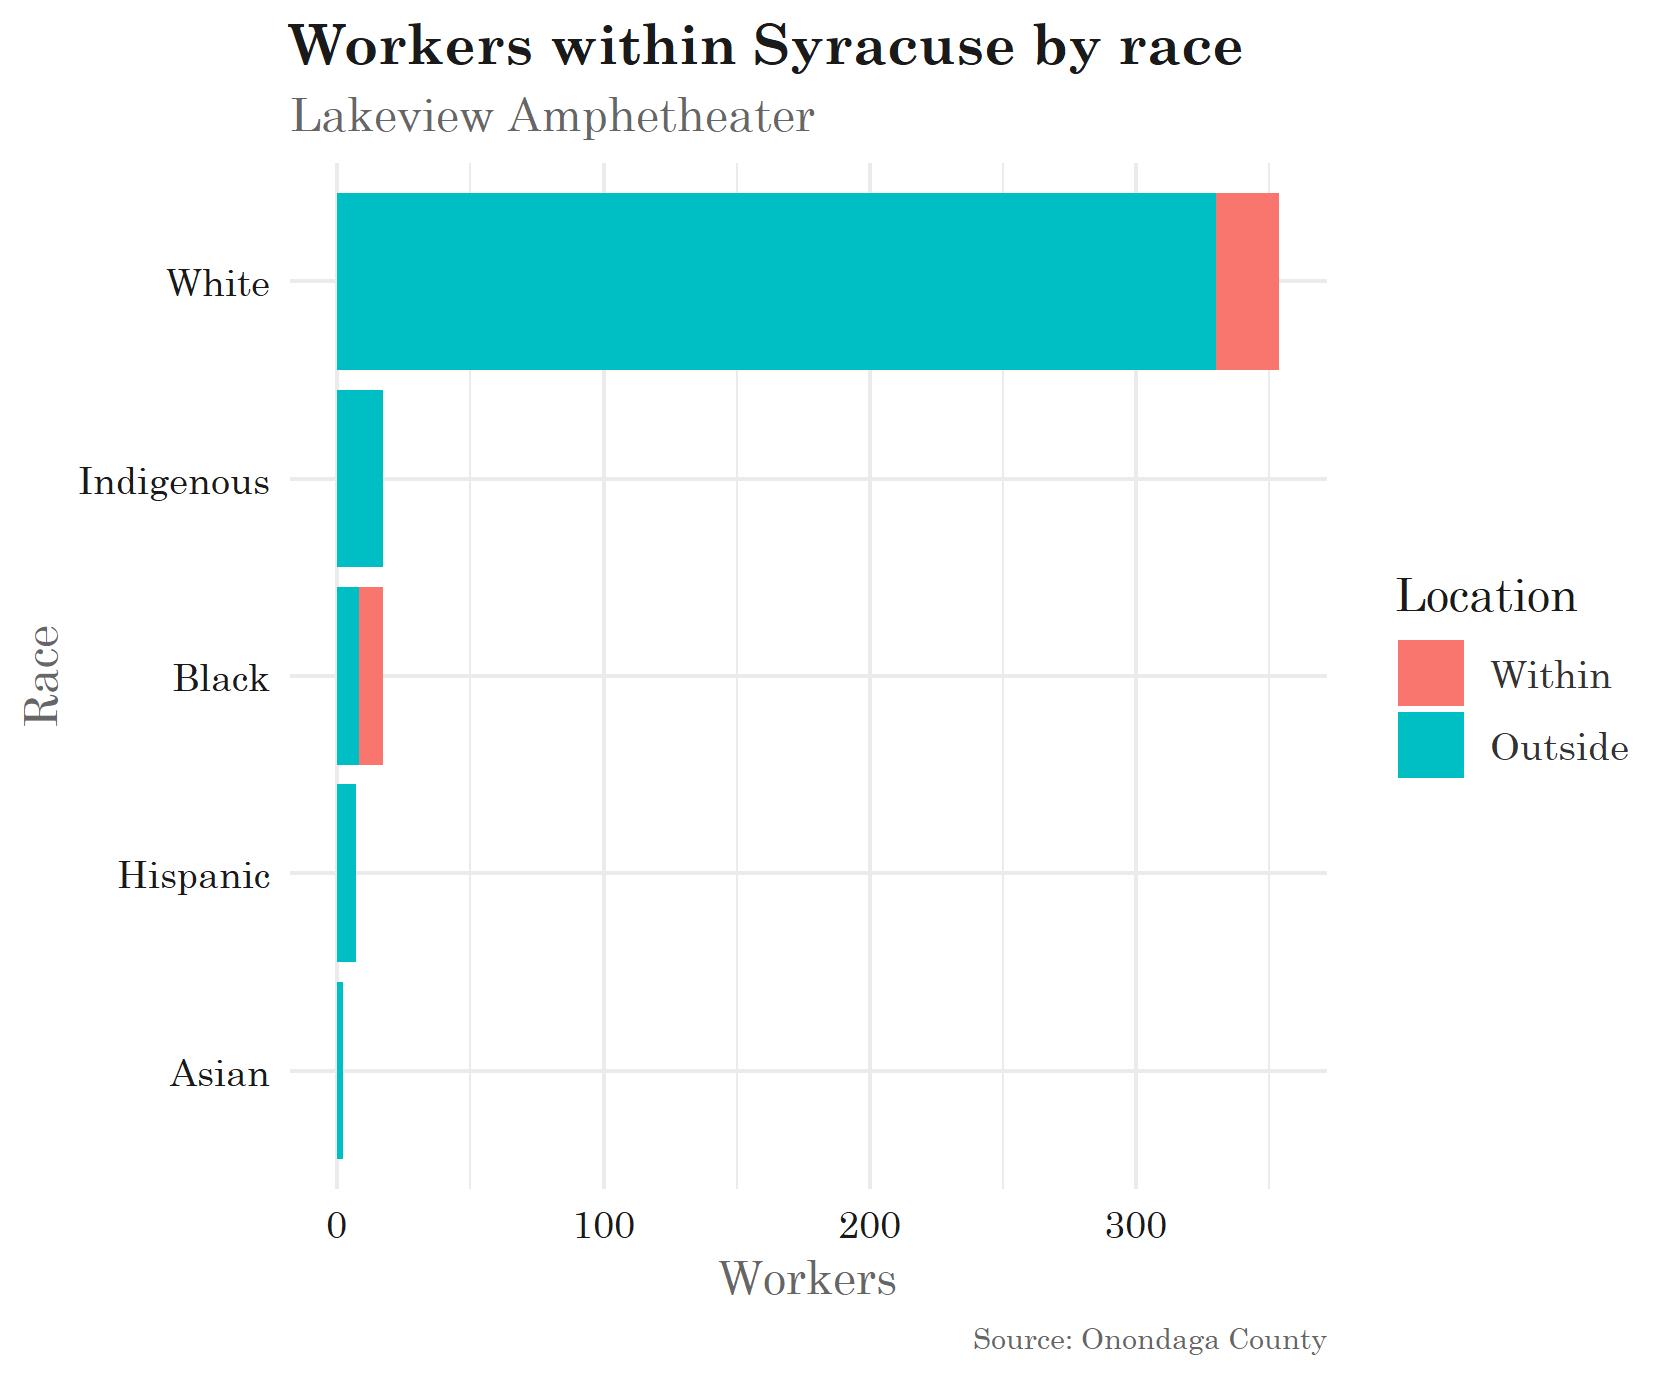 Workers within Syracuse by race
Lakeview Amphetheater
White
Indigenous
Black
Hispanic
Asian
Race
0 100 200 300
Workers
Location
Within
Outside
Source: Onondaga County